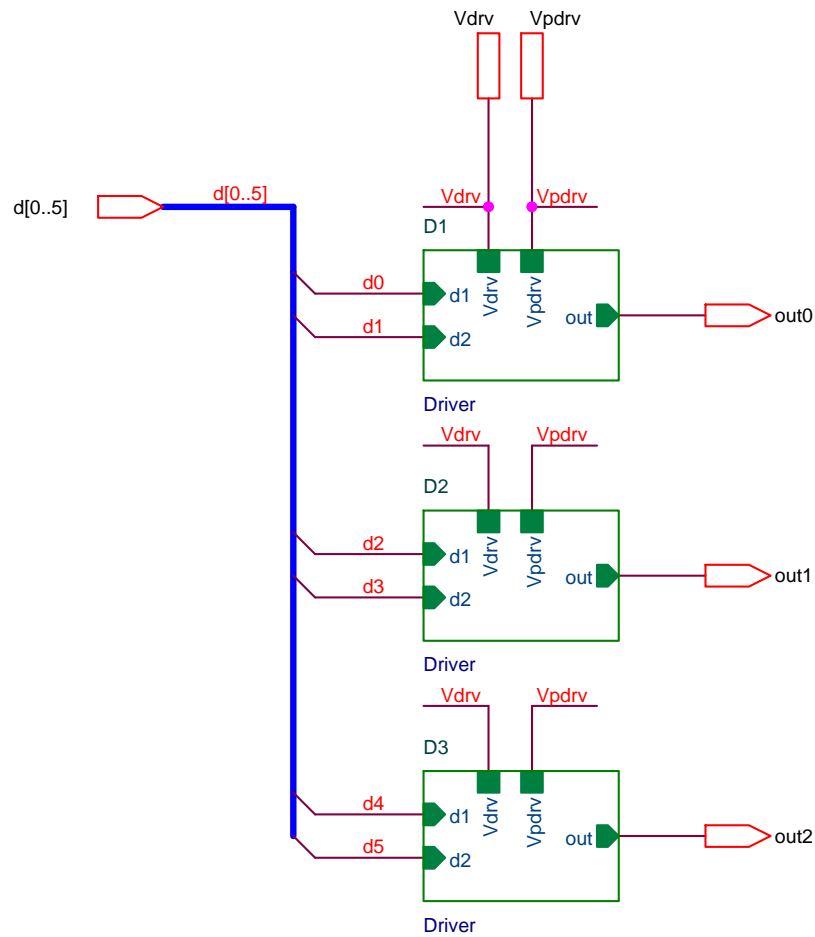 Vdrv Vpdrv
d[0..5] d[0..5] Vdrv Vpdrv
D1
d0 d1 Vdrv Vpdrv out out0
d1 d2
Driver
Vdrv Vpdrv
D2
d2 d1 Vdrv Vpdrv out out1
d3 d2
Driver
Vdrv Vpdrv
D3
d4 d1 Vdrv Vpdrv out out2
d5 d2
Driver